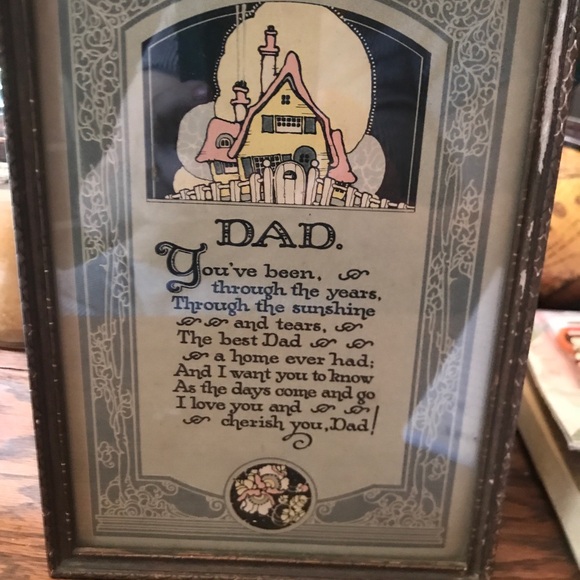 DAD.
You've been,
through the years,
Through the sunshine
and tears,
The best Dad
a home ever had;
And I want you to know
As the days come and go
I love you and
cherish you, Dad!